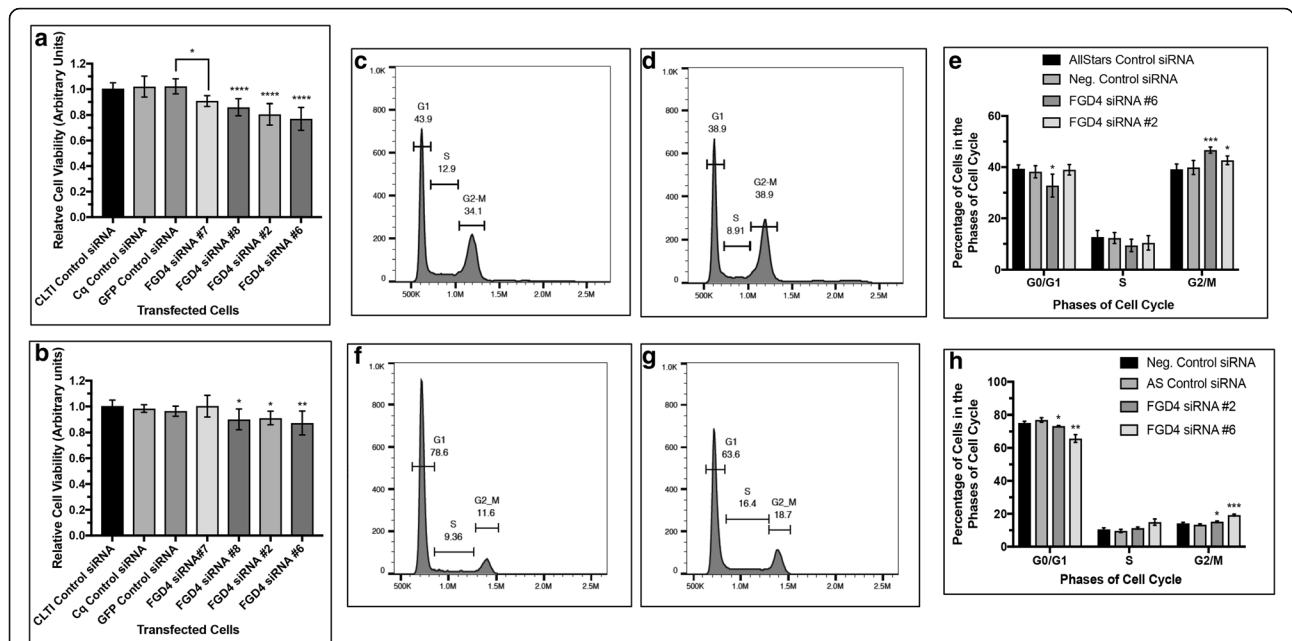 a
Relatve Cell Viability (Arbitrary Units)
1.4
1.2
1.0
0.8
0.6
0.4
0.2
0.0
*
****
****
****
CLTI Control siRNA
Cq Control siRNA
GFP Control siRNA
FGD4 siRNA #7
FGD4 siRNA #8
FGD4 siRNA #2
FGD4 siRNA #6
Transfected Cells
c
1.0K
800
600
400
200
0
G1
43.9
S
12.9
G2-M
34.1
500K
1.0M
1.5M
2.0M
2.5M
d
1.0K
800
600
400
200
0
G1
38.9
S
8.91
G2-M
38.9
500K
1.0M
1.5M
2.0M
2.5M
e
AllStars Control siRNA
Neg. Control siRNA
FGD4 siRNA #6
FGD4 siRNA #2
Percentage of Cells in the
Phases of Cell Cycle
60
40
20
0
*
***
*
G0/G1
S
G2/M
Phases of Cell Cycle
b
Relative Cell Viability (Arbitrary units)
1.4
1.2
1.0
0.8
0.6
0.4
0.2
0.0
*
*
**
CLTI Control siRNA
Cq Control siRNA
GFP Control siRNA
FGD4 siRNA#7
FGD4 siRNA #8
FGD4 siRNA #2
FGD4 siRNA #6
Transfected Cells
f
1.0K
800
600
400
200
0
G1
78.6
S
9.36
G2_M
11.6
500K
1.0M
1.5M
2.0M
2.5M
g
1.0K
800
600
400
200
0
G1
63.6
S
16.4
G2_M
18.7
500K
1.0M
1.5M
2.0M
2.5M
h
Neg. Control siRNA
AS Control siRNA
FGD4 siRNA #2
FGD4 siRNA #6
Percentage of Cells in the
Phases of Cell Cycle
100
80
60
40
20
0
*
**
*
***
G0/G1
S
G2/M
Phases of Cell Cycle